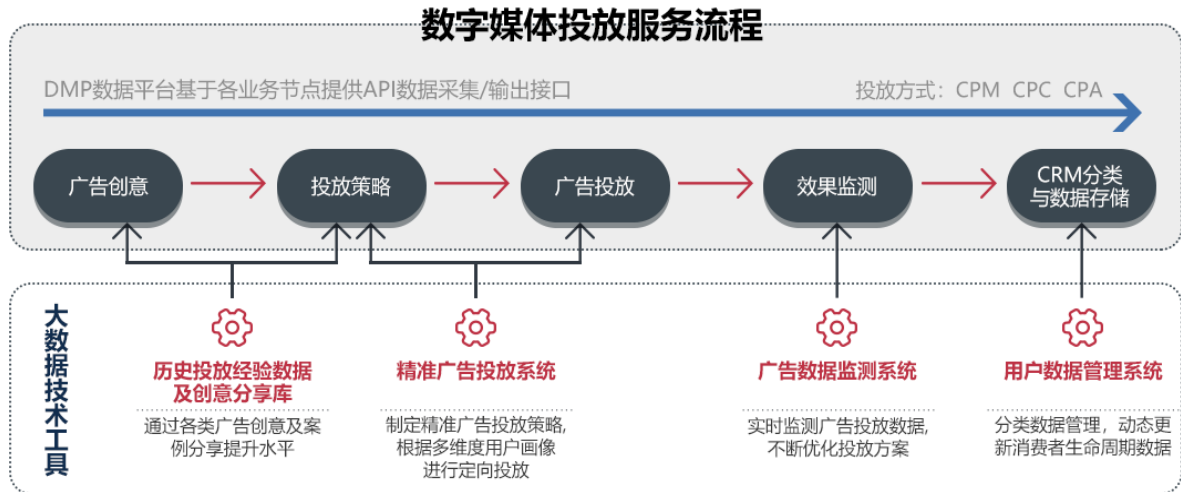 数字媒体投放服务流程
DMP数据平台基于各业务节点提供API数据采集/输出接口
投放方式：CPM CPC CPA
广告创意
投放策略
广告投放
效果监测
CRM分类
与数据存储
大数据技术工具
历史投放经验数据
及创意分享库
通过各类广告创意及案
例分享提升水平
精准广告投放系统
制定精准广告投放策略,
根据多维度用户画像
进行定向投放
广告数据监测系统
实时监测广告投放数据,
不断优化投放方案
用户数据管理系统
分类数据管理，动态更
新消费者生命周期数据